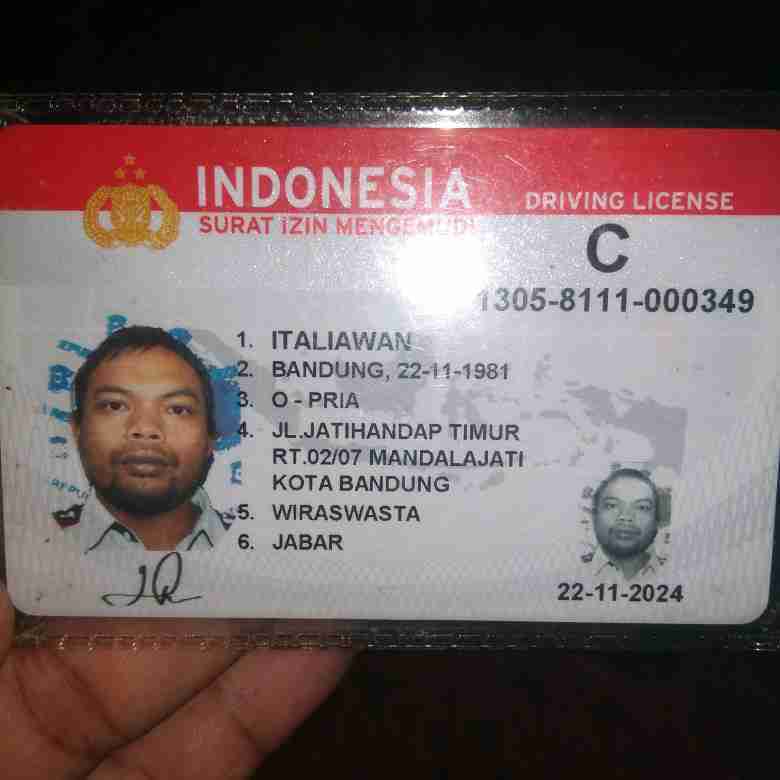 INDONESIA
DRIVING LICENSE
SURAT IZIN MENGEMUDI
C
1305-8111-000349
1. ITALIAWAN
2. BANDUNG, 22-11-1981
3. O - PRIA
4. JL.JATIHANDAP TIMUR
RT.02/07 MANDALAJATI
KOTA BANDUNG
5. WIRASWASTA
6. JABAR
22-11-2024